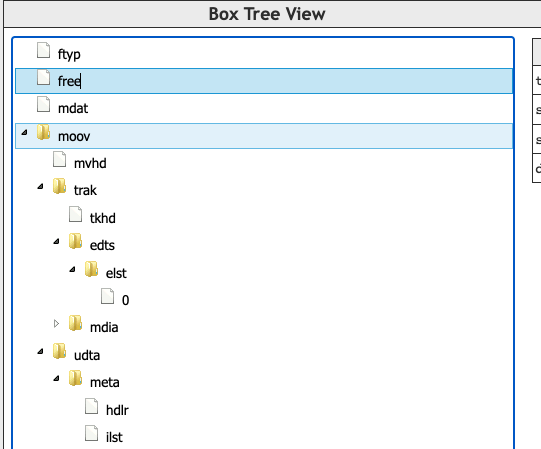 Box Tree View
ftyp
free
mdat
moov
mvhd
trak
tkhd
edts
elst
0
mdia
udta
meta
hdlr
ilst